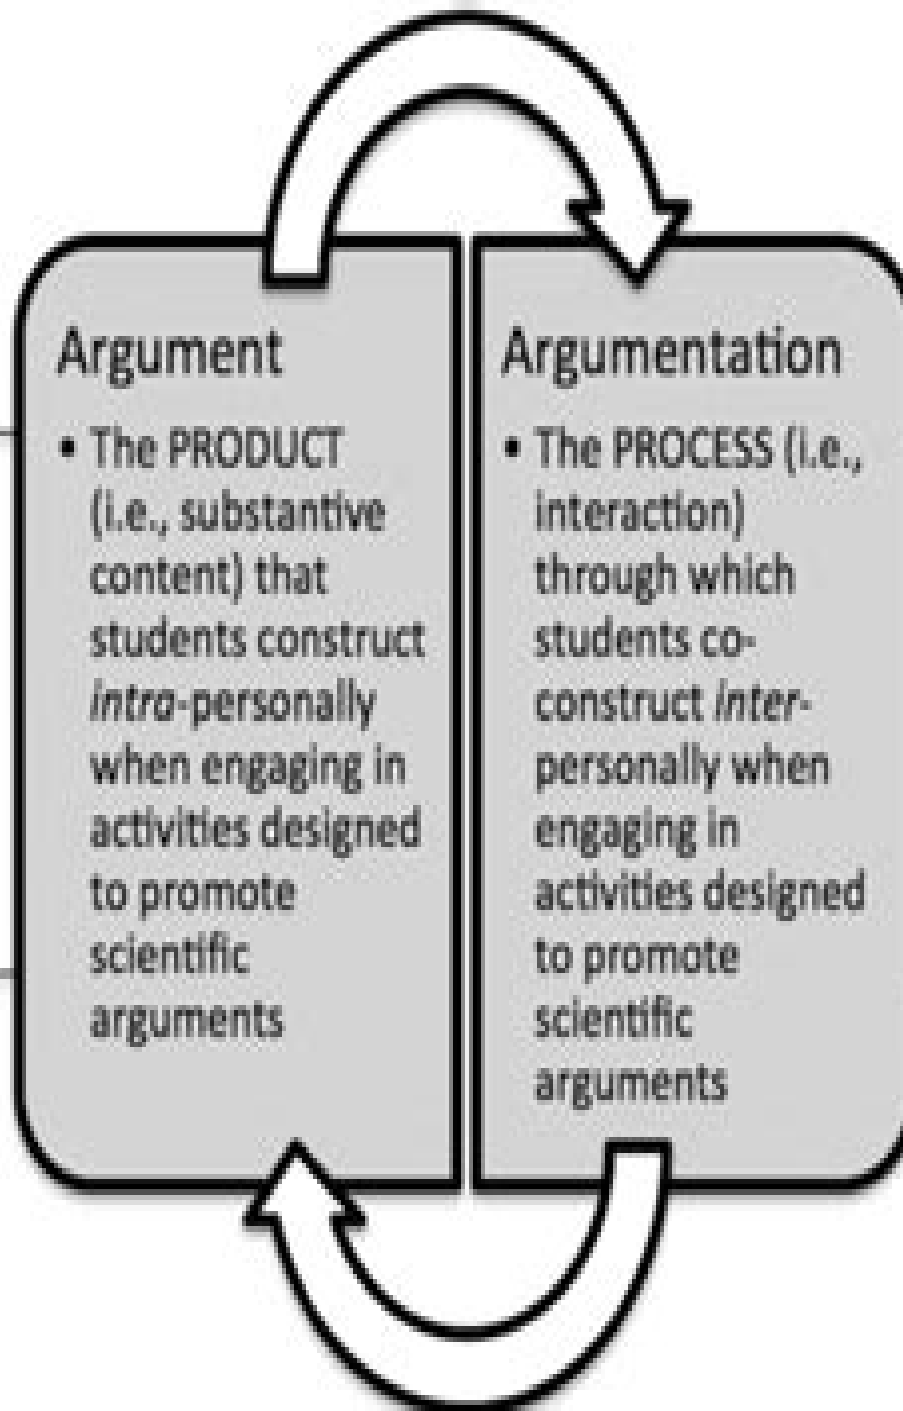 Argument
• The PRODUCT
(i.e., substantive
content) that
students construct
intra-personally
when engaging in
activities designed
to promote
scientific
arguments
Argumentation
• The PROCESS (i.e.,
interaction)
through which
students co-
construct inter-
personally when
engaging in
activities designed
to promote
scientific
arguments